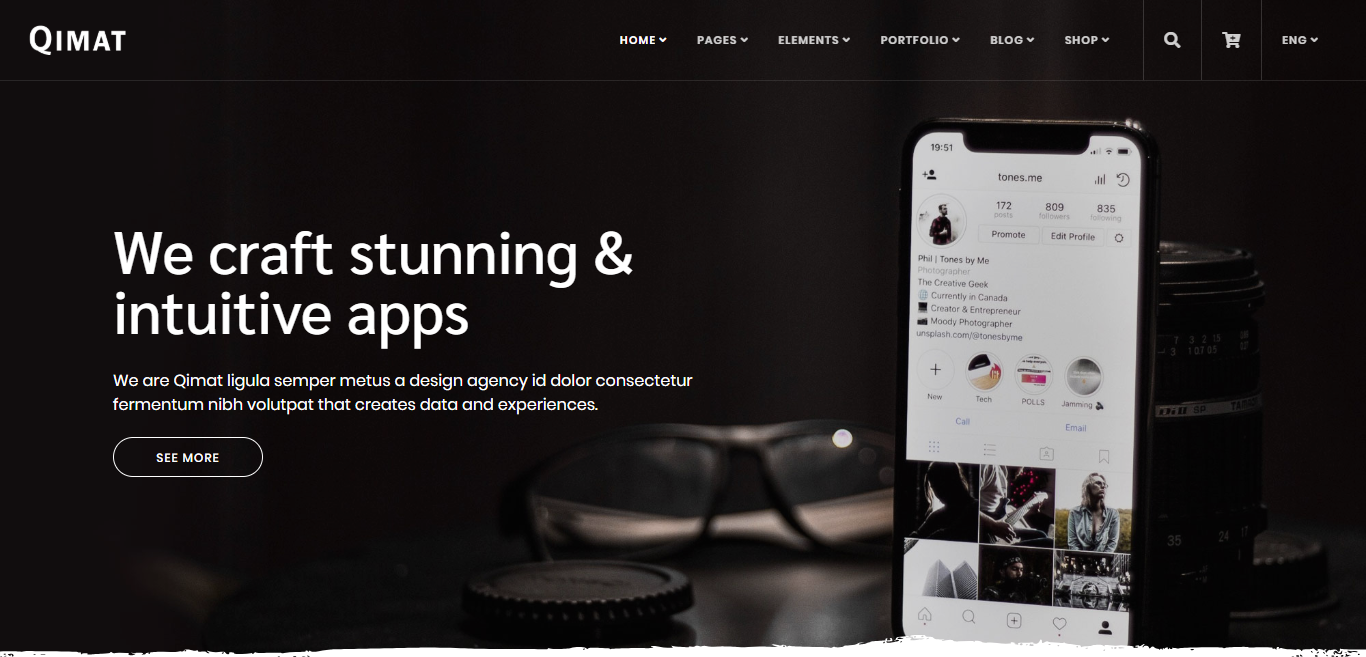 QIMAT
HOME
PAGES
ELEMENTS
PORTFOLIO
BLOG
SHOP
ENG
We craft stunning &
intuitive apps
We are Qimat ligula semper metus a design agency id dolor consectetur
fermentum nibh volutpat that creates data and experiences.
SEE MORE
19:51
tones.me
172 809 835
posts followers following
Promote Edit Profile
Phil | Tones by Me
Photographer
The Creative Geek
Currently in Canada
Creator & Entrepreneur
Moody Photographer
unsplash.com/@tonesbyme
New Tech POLLS Jamming
Call Email
35 24 17